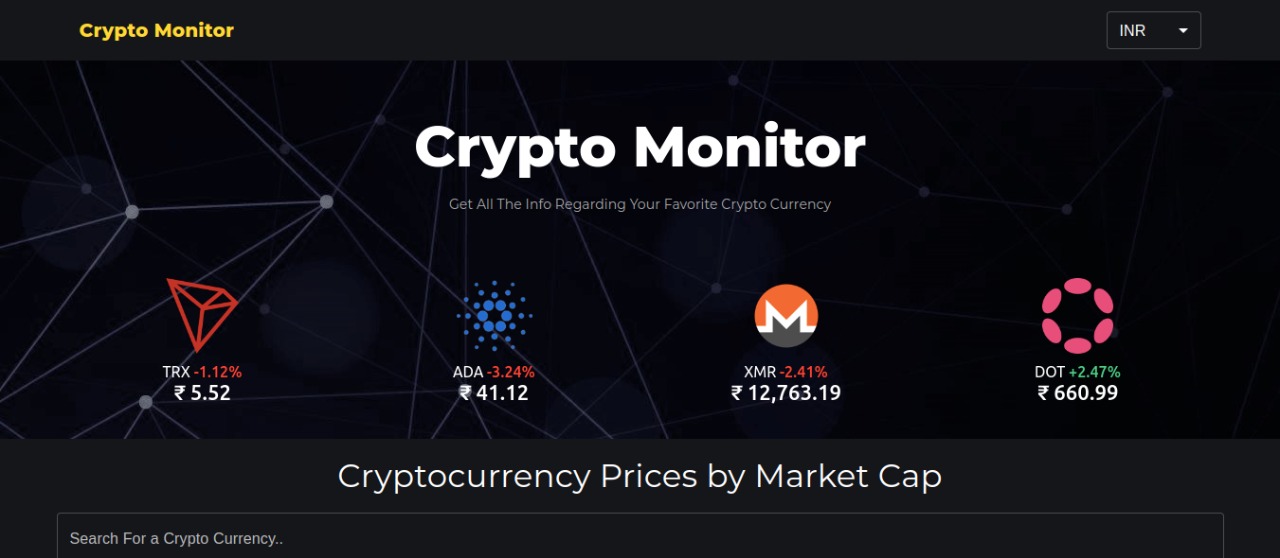 Crypto Monitor
INR
Crypto Monitor
Get All The Info Regarding Your Favorite Crypto Currency
TRX -1.12%
₹ 5.52
ADA -3.24%
₹ 41.12
XMR -2.41%
₹ 12,763.19
DOT +2.47%
₹ 660.99
Cryptocurrency Prices by Market Cap
Search For a Crypto Currency..